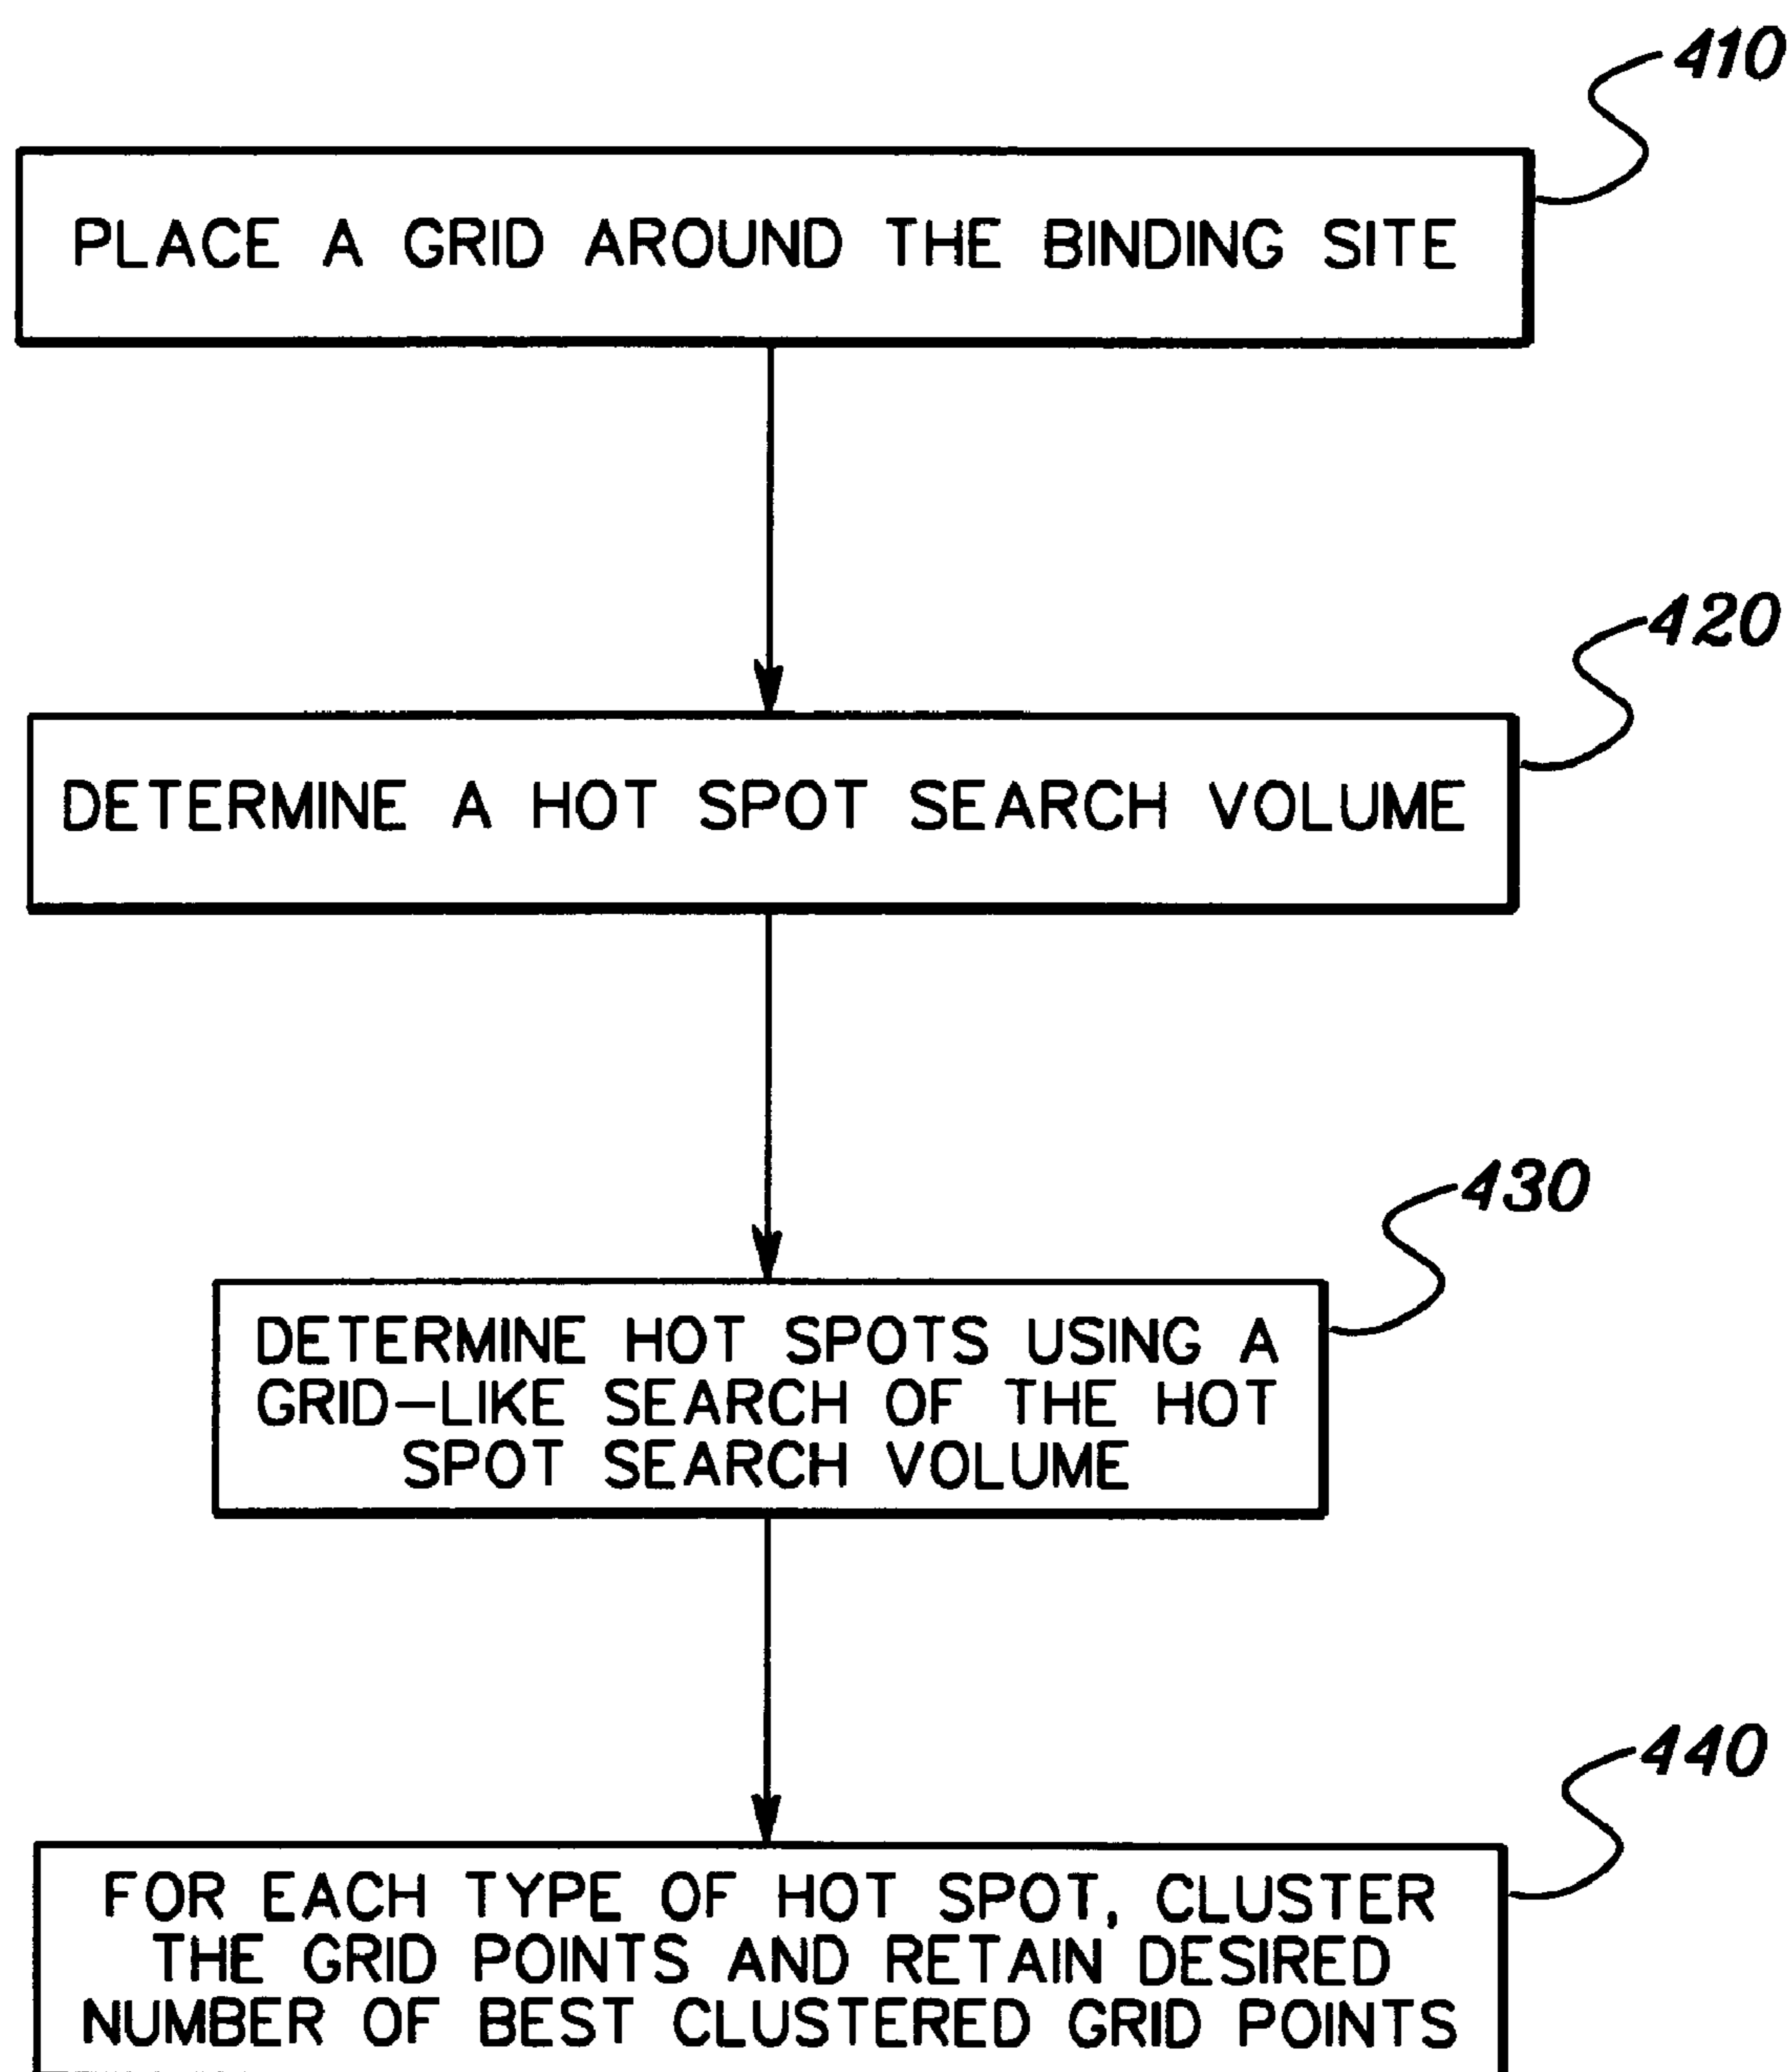 410
PLACE A GRID AROUND THE BINDING SITE
420
DETERMINE A HOT SPOT SEARCH VOLUME
430
DETERMINE HOT SPOTS USING A
GRID-LIKE SEARCH OF THE HOT
SPOT SEARCH VOLUME
440
FOR EACH TYPE OF HOT SPOT, CLUSTER
THE GRID POINTS AND RETAIN DESIRED
NUMBER OF BEST CLUSTERED GRID POINTS